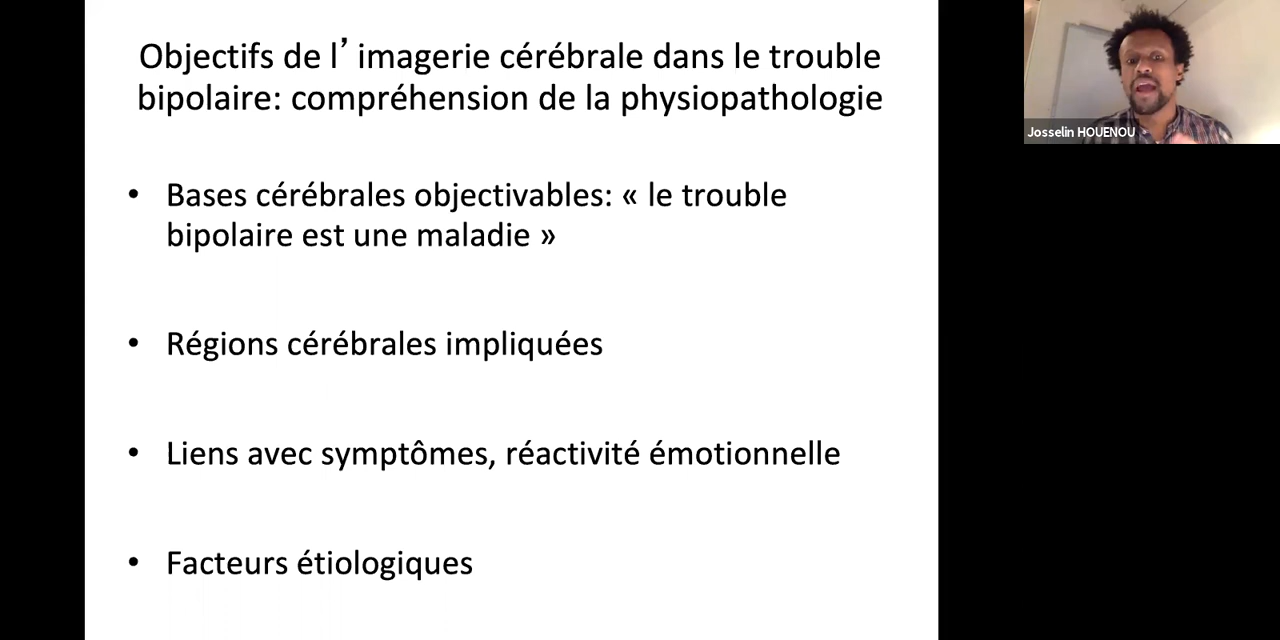 Objectifs de l’ imagerie cérébrale dans le trouble
bipolaire: compréhension de la physiopathologie
• Bases cérébrales objectivables: « le trouble
bipolaire est une maladie »
• Régions cérébrales impliquées
• Liens avec symptômes, réactivité émotionnelle
• Facteurs étiologiques
Josselin HOUENOU